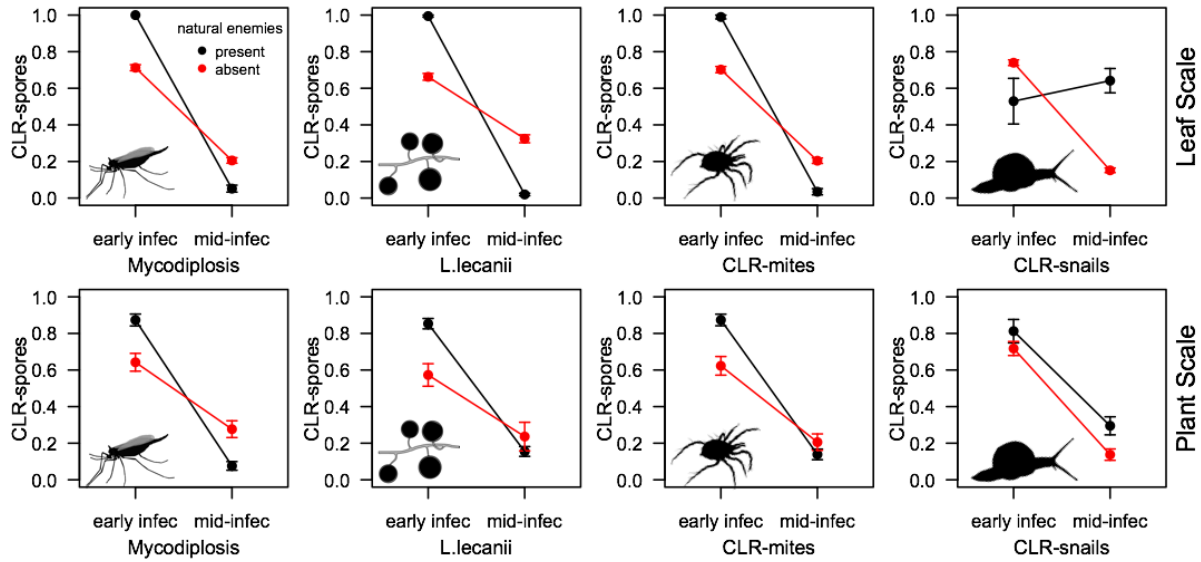 CLR-spores
1.0
0.8
0.6
0.4
0.2
0.0
natural enemies
present
absent
early infec mid-infec
Mycodiplosis
CLR-spores
1.0
0.8
0.6
0.4
0.2
0.0
early infec mid-infec
L.lecanii
CLR-spores
1.0
0.8
0.6
0.4
0.2
0.0
early infec mid-infec
CLR-mites
CLR-spores
1.0
0.8
0.6
0.4
0.2
0.0
early infec mid-infec
CLR-snails
Leaf Scale
CLR-spores
1.0
0.8
0.6
0.4
0.2
0.0
early infec mid-infec
Mycodiplosis
CLR-spores
1.0
0.8
0.6
0.4
0.2
0.0
early infec mid-infec
L.lecanii
CLR-spores
1.0
0.8
0.6
0.4
0.2
0.0
early infec mid-infec
CLR-mites
CLR-spores
1.0
0.8
0.6
0.4
0.2
0.0
early infec mid-infec
CLR-snails
Plant Scale